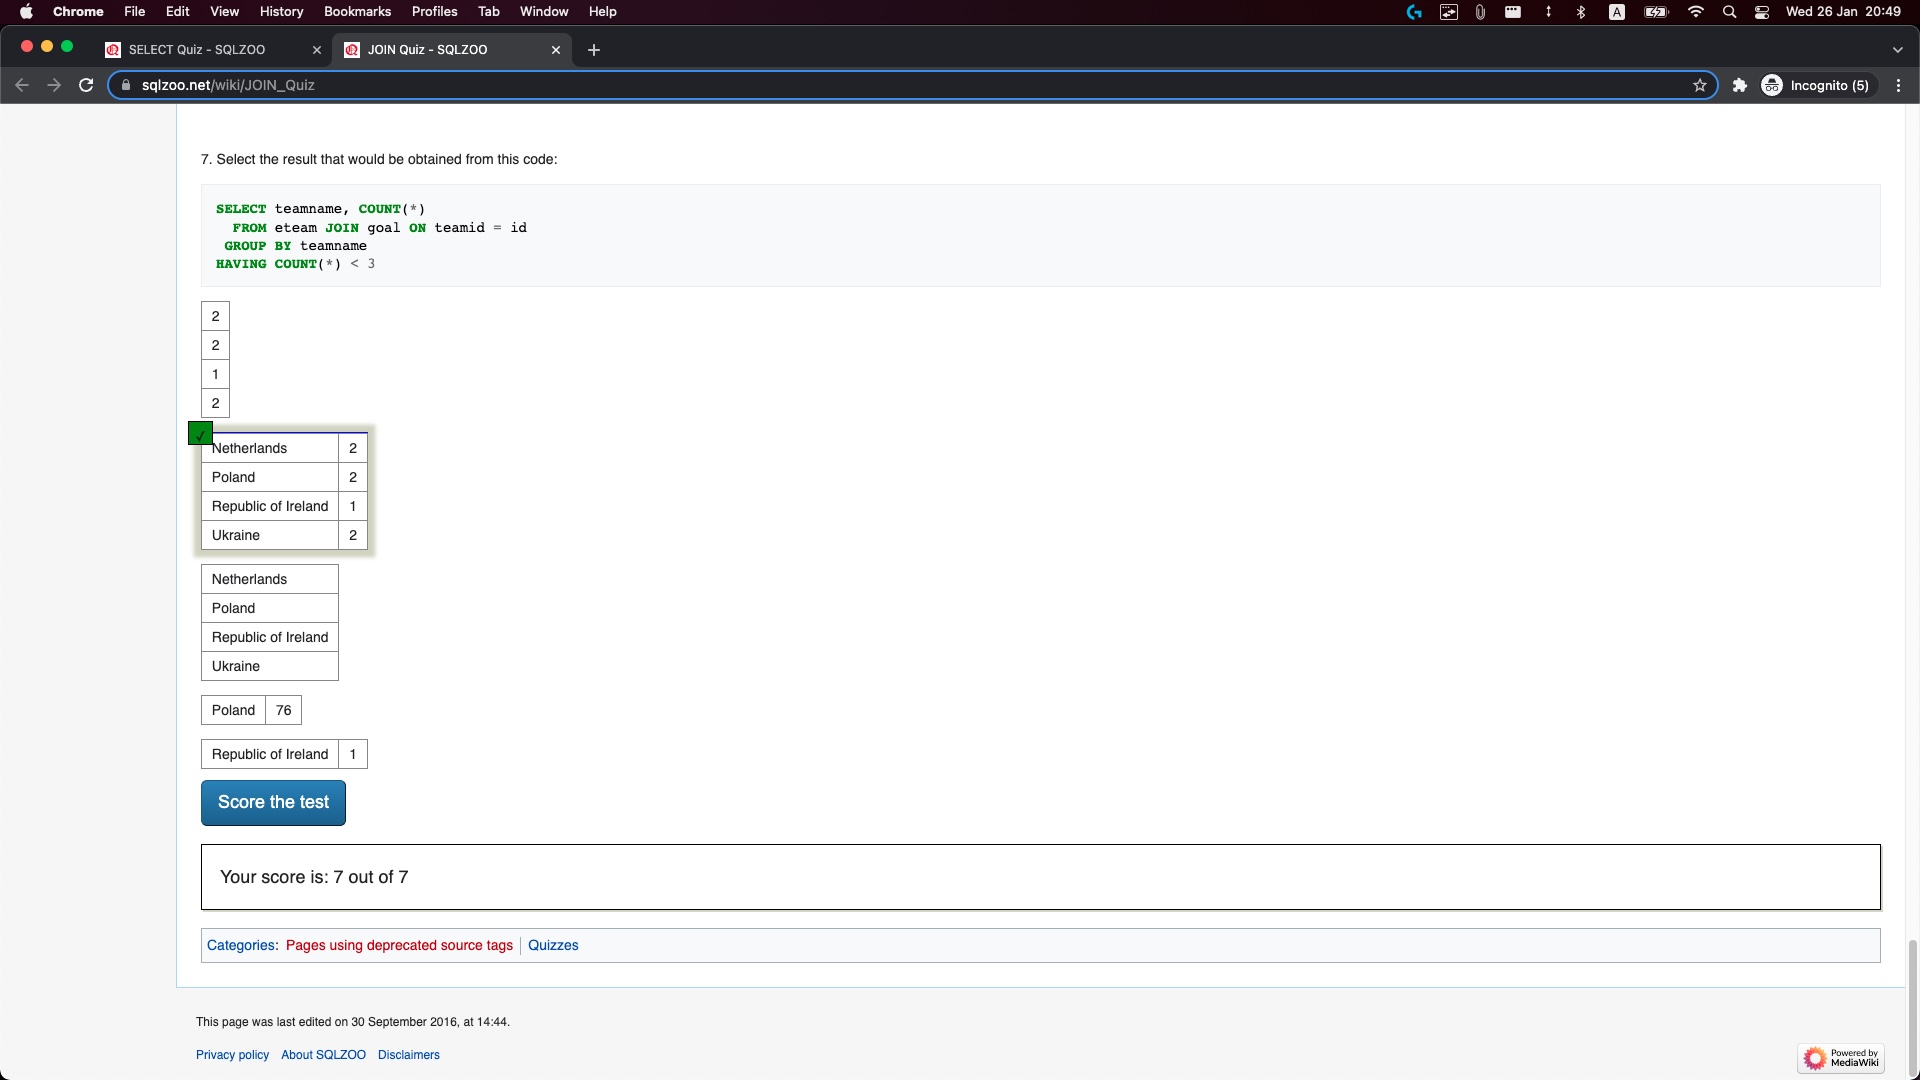 Chrome File Edit View History Bookmarks Profiles Tab Window Help A Wed 26 Jan 20:49
SELECT Quiz - SQLZOO JOIN Quiz - SQLZOO
sqlzoo.net/wiki/JOIN_Quiz Incognito (5)
7. Select the result that would be obtained from this code:
SELECT teamname, COUNT(*)
FROM eteam JOIN goal ON teamid = id
GROUP BY teamname
HAVING COUNT(*) < 3
2
2
1
2
Netherlands 2
Poland 2
Republic of Ireland 1
Ukraine 2
Netherlands
Poland
Republic of Ireland
Ukraine
Poland 76
Republic of Ireland 1
Score the test
Your score is: 7 out of 7
Categories: Pages using deprecated source tags Quizzes
This page was last edited on 30 September 2016, at 14:44.
Privacy policy About SQLZOO Disclaimers
Powered by
MediaWiki